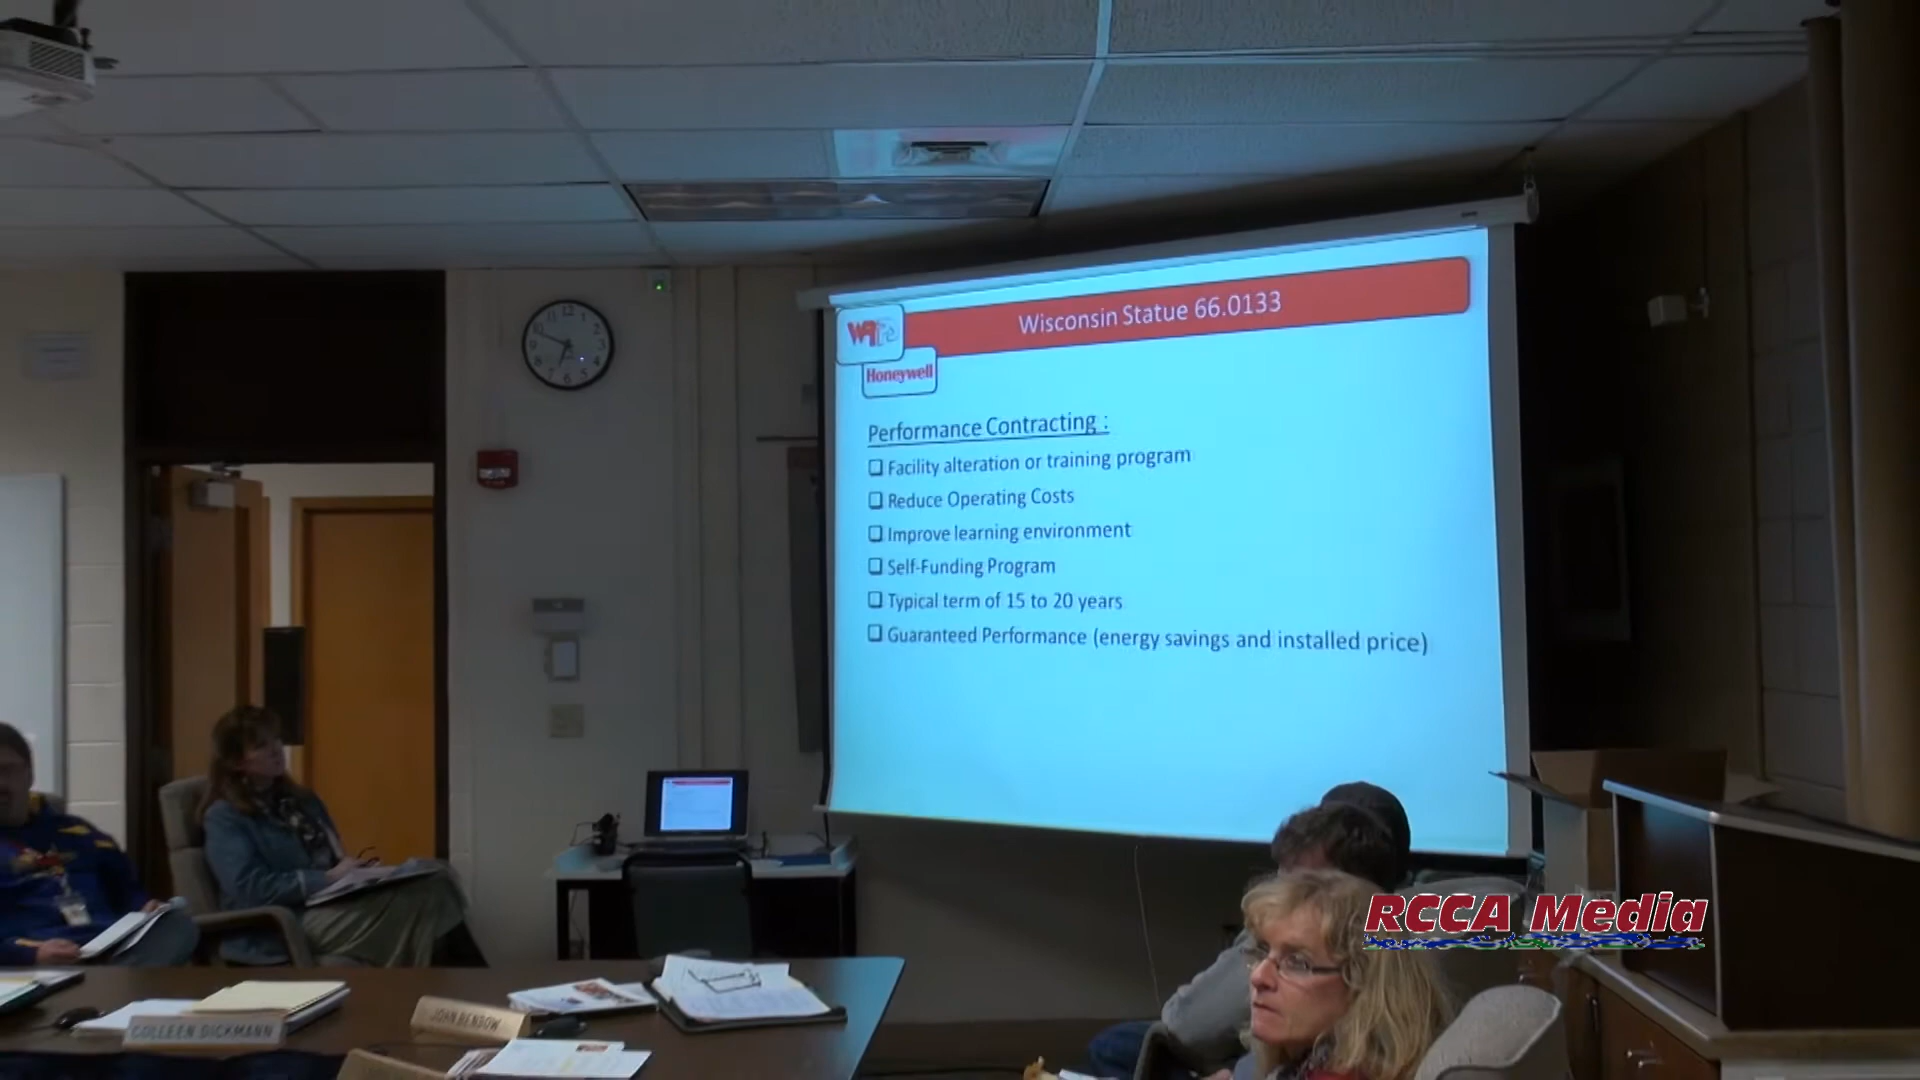 Wisconsin Statue 66.0133
Honeywell
Performance Contracting :
Facility alteration or training program
Reduce Operating Costs
Improve learning environment
Self-Funding Program
Typical term of 15 to 20 years
Guaranteed Performance (energy savings and installed price)
RCCA Media
COLLEEN DICKMANN
JOHN BENBOW